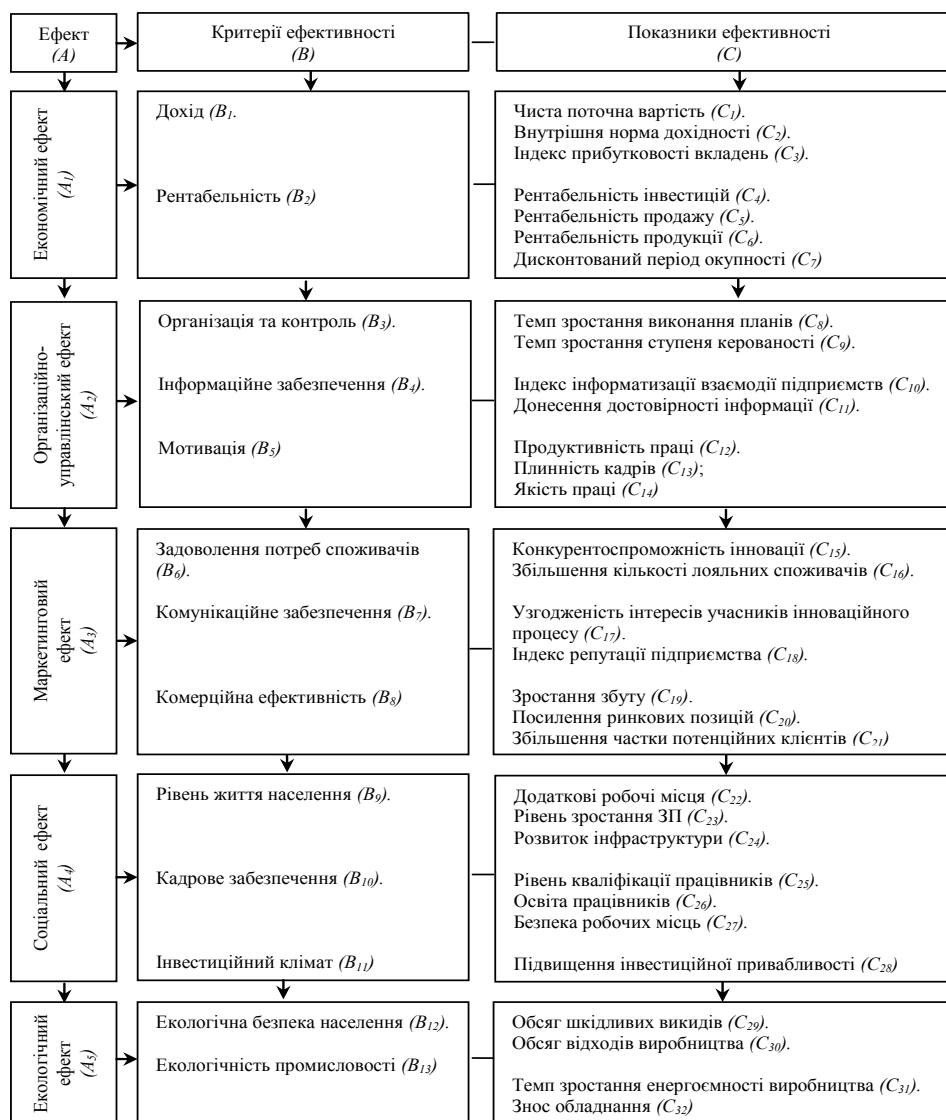 Ефект
(A)
Критерії ефективності
(B)
Показники ефективності
(C)
Економічний ефект
(A₁)
Дохід (B₁.
Рентабельність (B₂)
Чиста поточна вартість (C₁).
Внутрішня норма дохідності (C₂).
Індекс прибутковості вкладень (C₃).
Рентабельність інвестицій (C₄).
Рентабельність продажу (C₅).
Рентабельність продукції (C₆).
Дисконтований період окупності (C₇)
Організаційно-
управлінський ефект
(A₂)
Організація та контроль (B₃).
Інформаційне забезпечення (B₄).
Мотивація (B₅)
Темп зростання виконання планів (C₈).
Темп зростання ступеня керованості (C₉).
Індекс інформатизації взаємодії підприємств (C₁₀).
Донесення достовірності інформації (C₁₁).
Продуктивність праці (C₁₂).
Плинність кадрів (C₁₃);
Якість праці (C₁₄)
Маркетинговий
ефект
(A₃)
Задоволення потреб споживачів
(B₆).
Комунікаційне забезпечення (B₇).
Комерційна ефективність (B₈)
Конкурентоспроможність інновації (C₁₅).
Збільшення кількості лояльних споживачів (C₁₆).
Узгодженість інтересів учасників інноваційного
процесу (C₁₇).
Індекс репутації підприємства (C₁₈).
Зростання збуту (C₁₉).
Посилення ринкових позицій (C₂₀).
Збільшення частки потенційних клієнтів (C₂₁)
Соціальний ефект
(A₄)
Рівень життя населення (B₉).
Кадрове забезпечення (B₁₀).
Інвестиційний клімат (B₁₁)
Додаткові робочі місця (C₂₂).
Рівень зростання ЗП (C₂₃).
Розвиток інфраструктури (C₂₄).
Рівень кваліфікації працівників (C₂₅).
Освіта працівників (C₂₆).
Безпека робочих місць (C₂₇).
Підвищення інвестиційної привабливості (C₂₈)
Екологічний
ефект
(A₅)
Екологічна безпека населення (B₁₂).
Екологічність промисловості (B₁₃)
Обсяг шкідливих викидів (C₂₉).
Обсяг відходів виробництва (C₃₀).
Темп зростання енергоємності виробництва (C₃₁).
Знос обладнання (C₃₂)